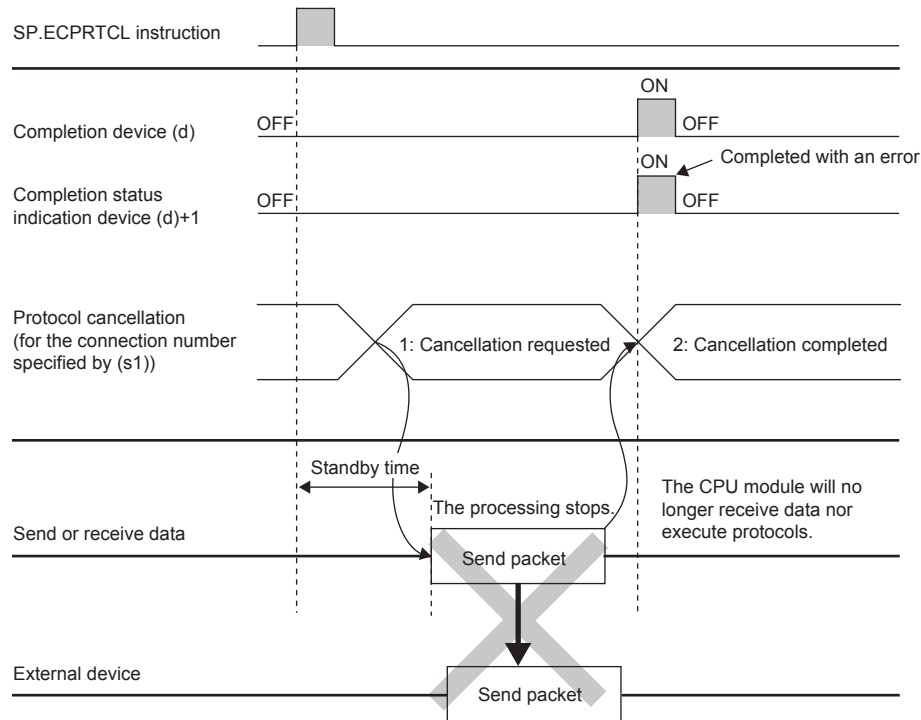 SP.ECPRTCL instruction
ON
Completion device (d)
OFF
OFF
ON
Completed with an error
Completion status
indication device (d)+1
OFF
OFF
Protocol cancellation
(for the connection number
specified by (s1))
1: Cancellation requested
2: Cancellation completed
Standby time
The processing stops.
The CPU module will no
longer receive data nor
execute protocols.
Send or receive data
Send packet
External device
Send packet